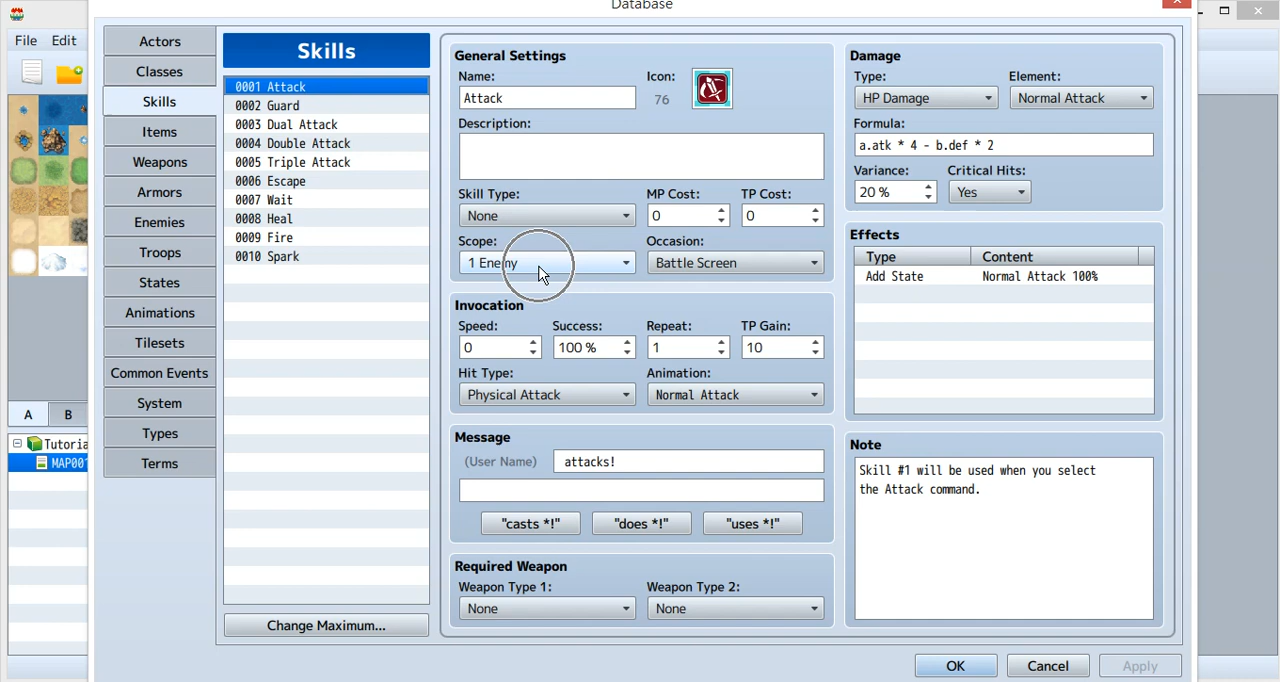 Database
File Edit
A B
Tutoria
MAP001
Actors
Classes
Skills
Items
Weapons
Armors
Enemies
Troops
States
Animations
Tilesets
Common Events
System
Types
Terms
Skills
0001 Attack
0002 Guard
0003 Dual Attack
0004 Double Attack
0005 Triple Attack
0006 Escape
0007 Wait
0008 Heal
0009 Fire
0010 Spark
Change Maximum...
General Settings
Name: Icon:
Attack 76
Description:
Skill Type: MP Cost: TP Cost:
None 0 0
Scope: Occasion:
1 Enemy Battle Screen
Invocation
Speed: Success: Repeat: TP Gain:
0 100 % 1 10
Hit Type: Animation:
Physical Attack Normal Attack
Message
(User Name) attacks!
"casts *!" "does *!" "uses *!"
Required Weapon
Weapon Type 1: Weapon Type 2:
None None
Damage
Type: Element:
HP Damage Normal Attack
Formula:
a.atk * 4 - b.def * 2
Variance: Critical Hits:
20 % Yes
Effects
Type Content
Add State Normal Attack 100%
Note
Skill #1 will be used when you select
the Attack command.
OK Cancel Apply